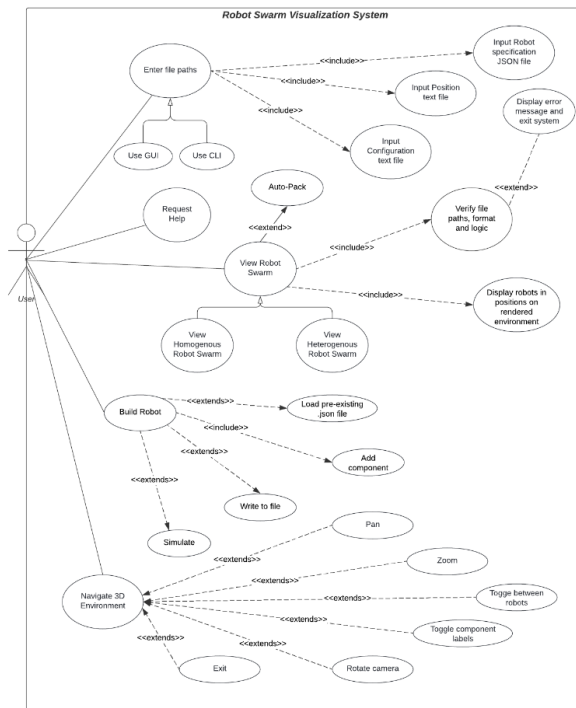 Robot Swarm Visualization System
Input Robot
specification
JSON file
<<include>>
Enter file paths
<<include>>
Input Position
text file
Display error
message and
exit system
<<include>>
Input
Configuration
text file
Use GUI
Use CLI
Auto-Pack
<<extend>>
Request
Help
<<extend>>
Verify file
paths, format
and logic
<<include>>
View Robot
Swarm
User
<<include>>
Display robots in
positions on
rendered
environment
View
Homogenous
Robot Swarm
View
Heterogenous
Robot Swarm
<<extends>>
Load pre-existing
.json file
Build Robot
<<include>>
Add
component
<<extends>>
<<extends>>
Write to file
Simulate
Pan
<<extends>>
Zoom
<<extends>>
Navigate 3D
Environment
<<extends>>
Togge between
robots
<<extends>>
Toggle component
labels
<<extends>>
<<extends>>
Exit
Rotate camera